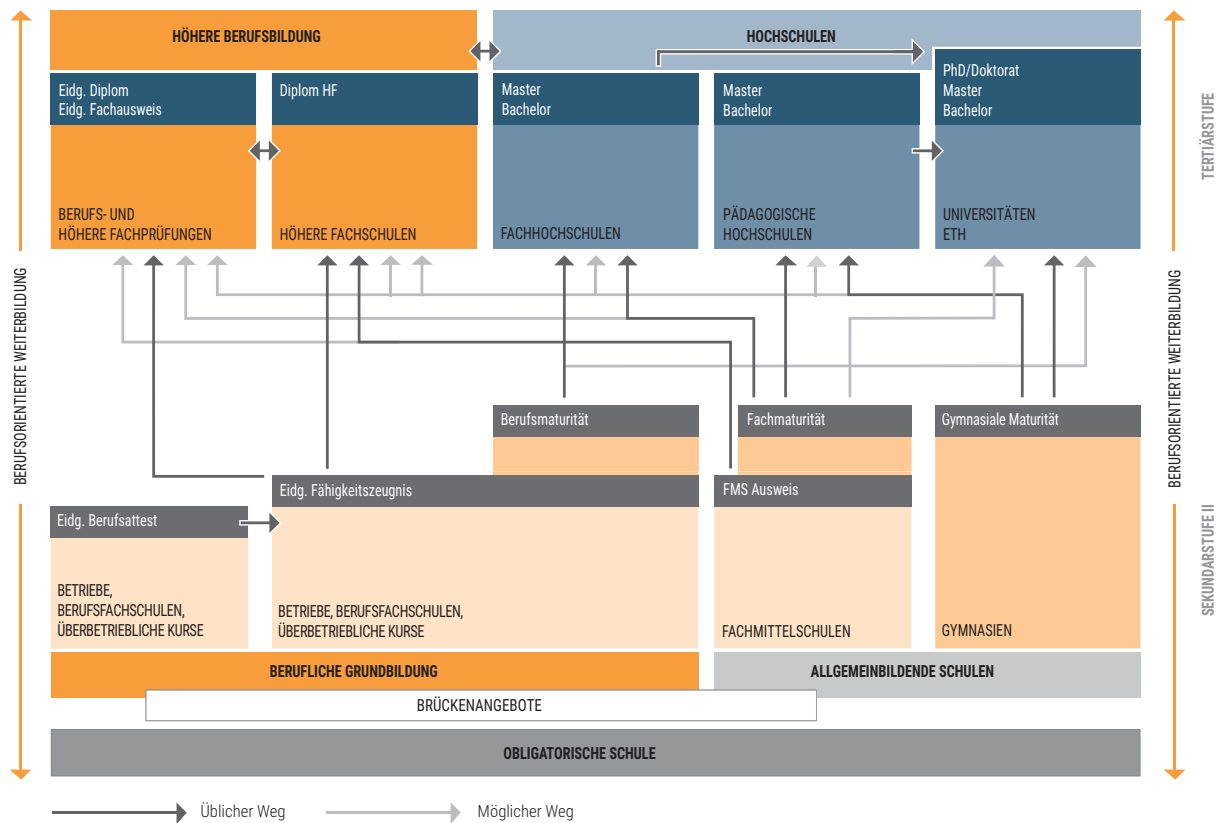 HÖHERE BERUFSBILDUNG
HOCHSCHULEN
Eidg. Diplom
Eidg. Fachausweis
Diplom HF
Master
Bachelor
Master
Bachelor
PhD/Doktorat
Master
Bachelor
BERUFS- UND
HÖHERE FACHPRÜFUNGEN
HÖHERE FACHSCHULEN
FACHHOCHSCHULEN
PÄDAGOGISCHE
HOCHSCHULEN
UNIVERSITÄTEN
ETH
TERTIÄRSTUFE
BERUFSORIENTIERTE WEITERBILDUNG
BERUFSORIENTIERTE WEITERBILDUNG
Berufsmaturität
Fachmaturität
Gymnasiale Maturität
Eidg. Fähigkeitszeugnis
FMS Ausweis
Eidg. Berufsattest
SEKUNDARSTUFE II
BETRIEBE,
BERUFSFACHSCHULEN,
ÜBERBETRIEBLICHE KURSE
BETRIEBE, BERUFSFACHSCHULEN,
ÜBERBETRIEBLICHE KURSE
FACHMITTELSCHULEN
GYMNASIEN
BERUFLICHE GRUNDBILDUNG
ALLGEMEINBILDENDE SCHULEN
BRÜCKENANGEBOTE
OBLIGATORISCHE SCHULE
Üblicher Weg
Möglicher Weg